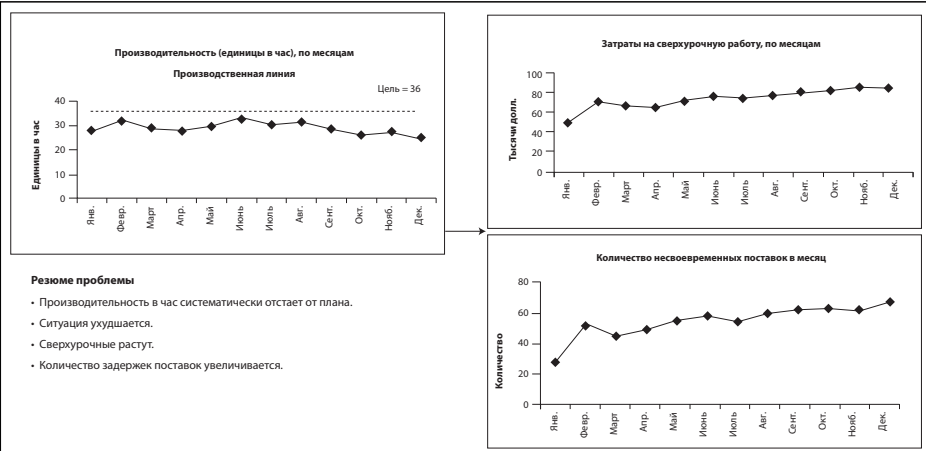 Производительность (единицы в час), по месяцам
Производственная линия
Цель = 36
Единицы в час
40
30
20
10
0
Янв.
Февр.
Март
Апр.
Май
Июнь
Июль
Авг.
Сент.
Окт.
Нояб.
Дек.
Резюме проблемы
• Производительность в час систематически отстает от плана.
• Ситуация ухудшается.
• Сверхурочные растут.
• Количество задержек поставок увеличивается.
Затраты на сверхурочную работу, по месяцам
Тысячи долл.
100
80
60
40
20
0
Янв.
Февр.
Март
Апр.
Май
Июнь
Июль
Авг.
Сент.
Окт.
Нояб.
Дек.
Количество несвоевременных поставок в месяц
Количество
80
60
40
20
0
Янв.
Февр.
Март
Апр.
Май
Июнь
Июль
Авг.
Сент.
Окт.
Нояб.
Дек.